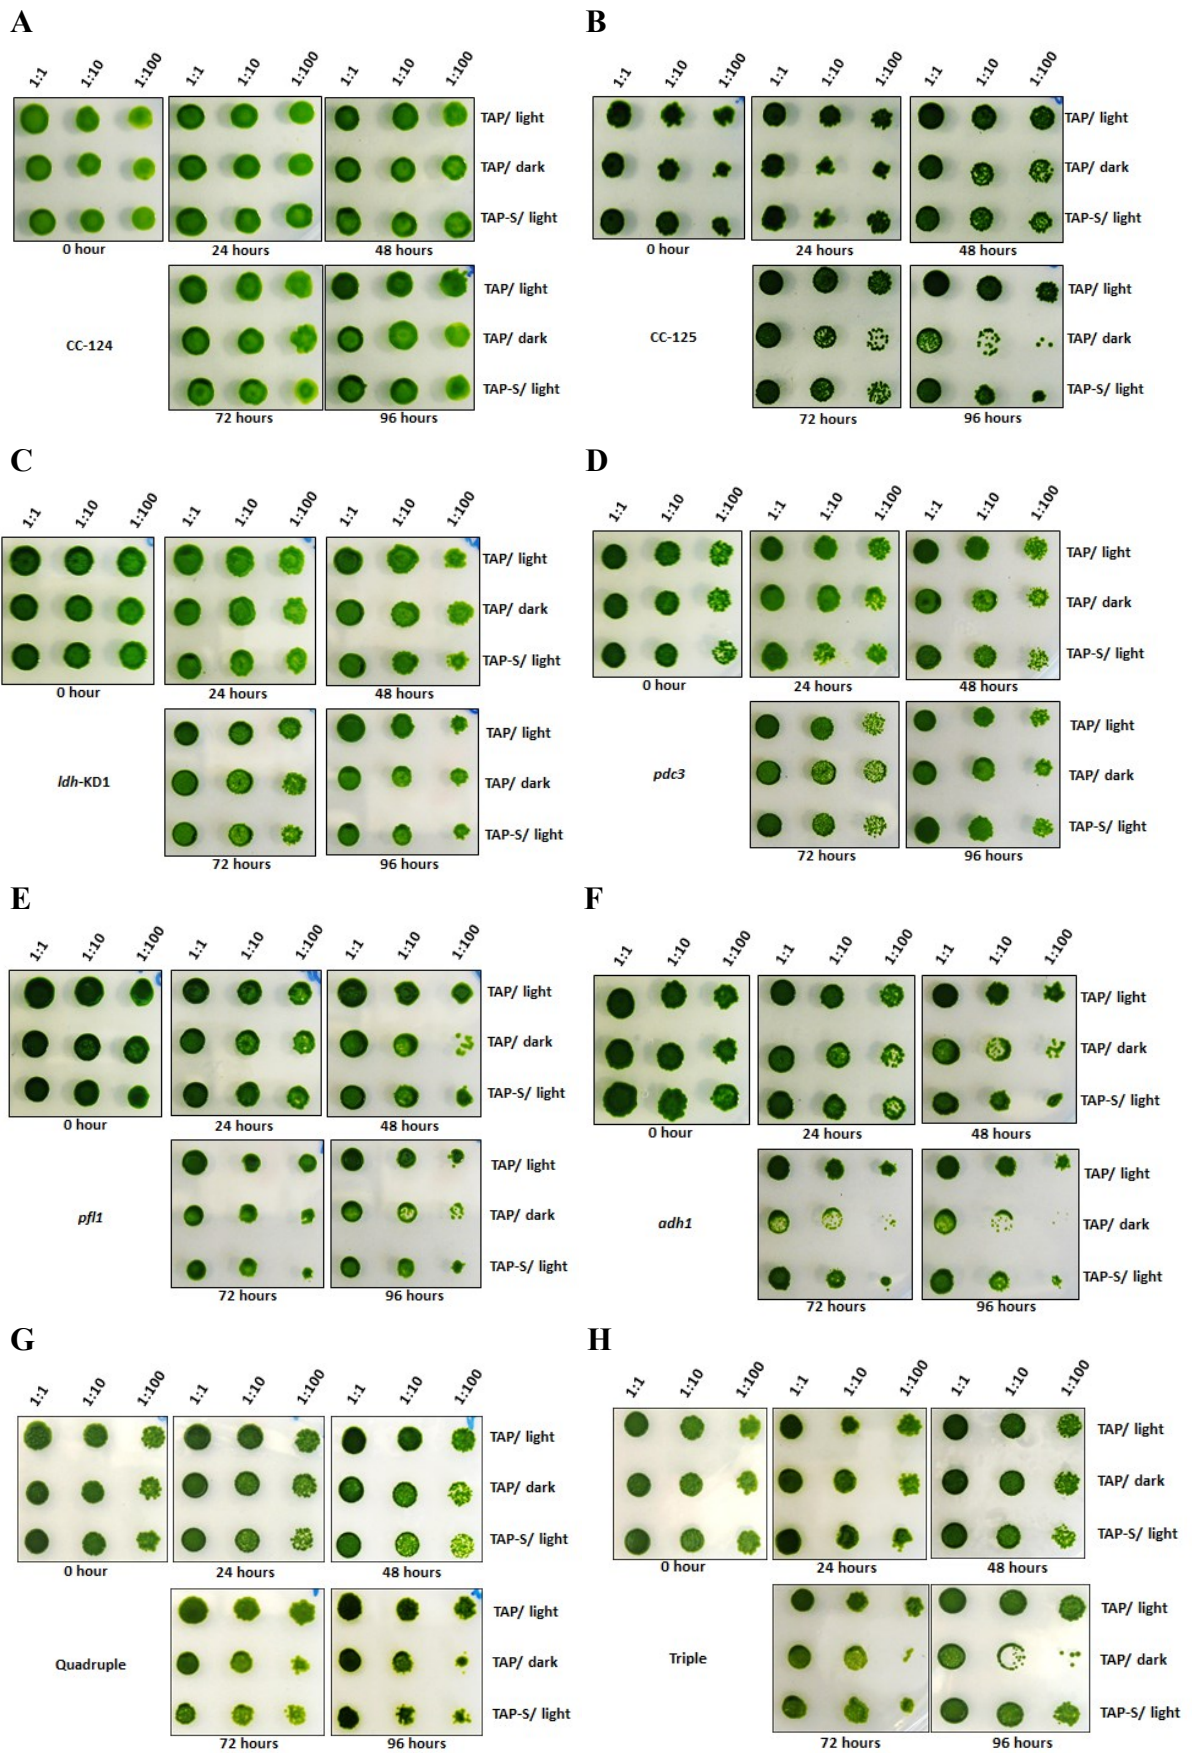 A
1:1 1:10 1:100 1:1 1:10 1:100 1:1 1:10 1:100
TAP/ light
TAP/ dark
TAP-S/ light
0 hour 24 hours 48 hours
TAP/ light
CC-124 TAP/ dark
TAP-S/ light
72 hours 96 hours
B
1:1 1:10 1:100 1:1 1:10 1:100 1:1 1:10 1:100
TAP/ light
TAP/ dark
TAP-S/ light
0 hour 24 hours 48 hours
TAP/ light
CC-125 TAP/ dark
TAP-S/ light
72 hours 96 hours
C
1:1 1:10 1:100 1:1 1:10 1:100 1:1 1:10 1:100
TAP/ light
TAP/ dark
TAP-S/ light
0 hour 24 hours 48 hours
TAP/ light
ldh-KD1 TAP/ dark
TAP-S/ light
72 hours 96 hours
D
1:1 1:10 1:100 1:1 1:10 1:100 1:1 1:10 1:100
TAP/ light
TAP/ dark
TAP-S/ light
0 hour 24 hours 48 hours
TAP/ light
pdc3 TAP/ dark
TAP-S/ light
72 hours 96 hours
E
1:1 1:10 1:100 1:1 1:10 1:100 1:1 1:10 1:100
TAP/ light
TAP/ dark
TAP-S/ light
0 hour 24 hours 48 hours
TAP/ light
pfl1 TAP/ dark
TAP-S/ light
72 hours 96 hours
F
1:1 1:10 1:100 1:1 1:10 1:100 1:1 1:10 1:100
TAP/ light
TAP/ dark
TAP-S/ light
0 hour 24 hours 48 hours
TAP/ light
adh1 TAP/ dark
TAP-S/ light
72 hours 96 hours
G
1:1 1:10 1:100 1:1 1:10 1:100 1:1 1:10 1:100
TAP/ light
TAP/ dark
TAP-S/ light
0 hour 24 hours 48 hours
TAP/ light
Quadruple TAP/ dark
TAP-S/ light
72 hours 96 hours
H
1:1 1:10 1:100 1:1 1:10 1:100 1:1 1:10 1:100
TAP/ light
TAP/ dark
TAP-S/ light
0 hour 24 hours 48 hours
TAP/ light
Triple TAP/ dark
TAP-S/ light
72 hours 96 hours